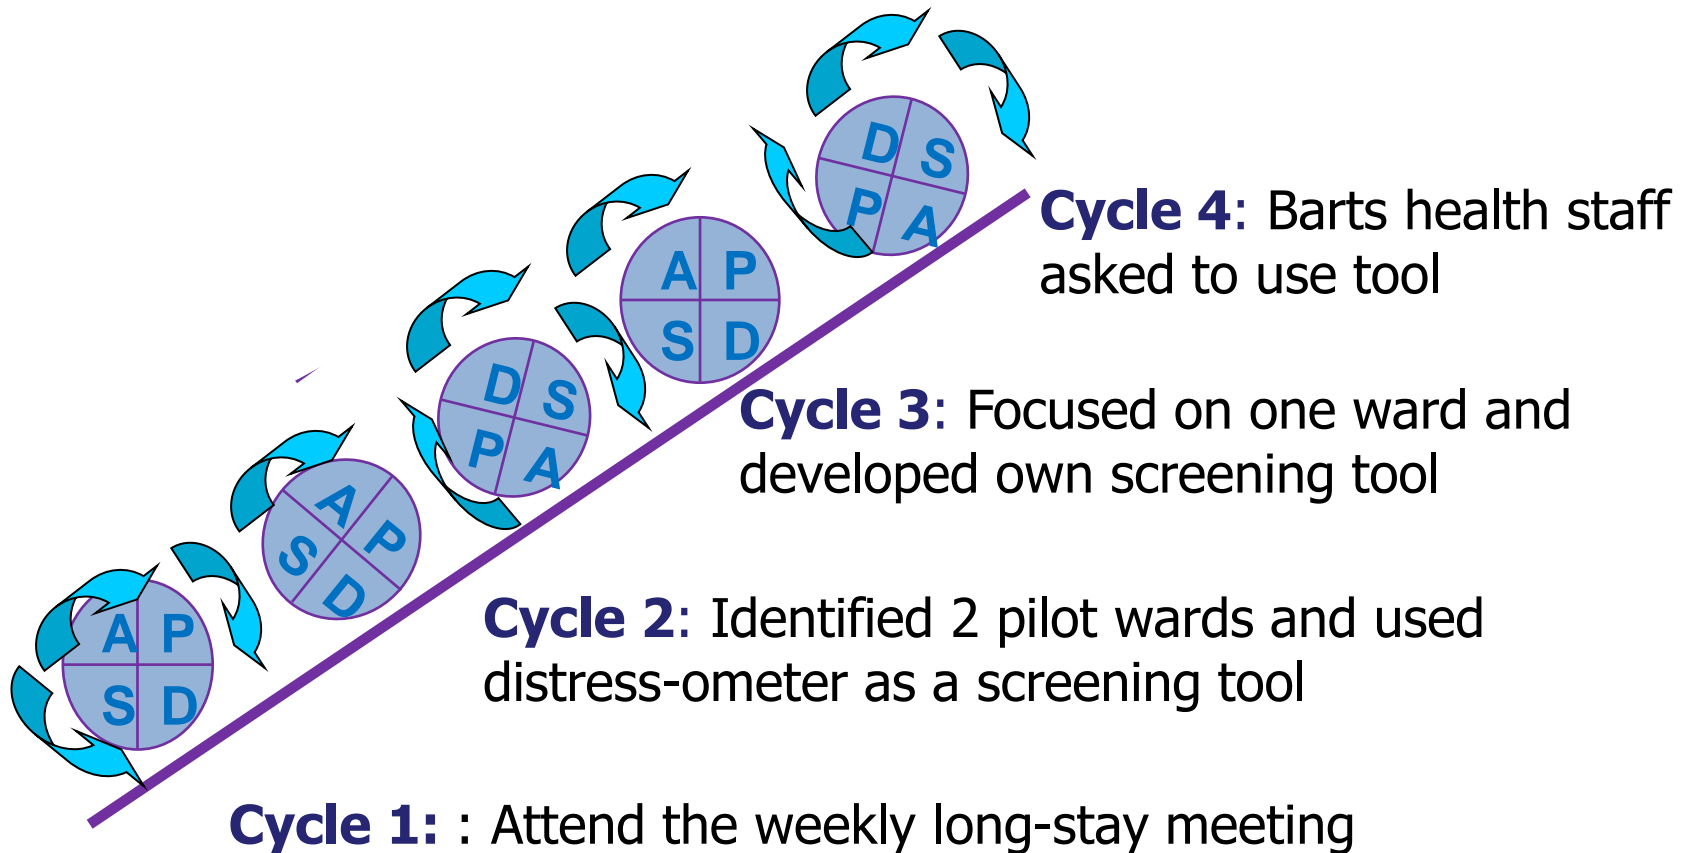 D S
P A
Cycle 4: Barts health staff
asked to use tool
A P
S D
Cycle 3: Focused on one ward and
developed own screening tool
D S
P A
A P
S D
Cycle 2: Identified 2 pilot wards and used
distress-ometer as a screening tool
A P
S D
Cycle 1: : Attend the weekly long-stay meeting